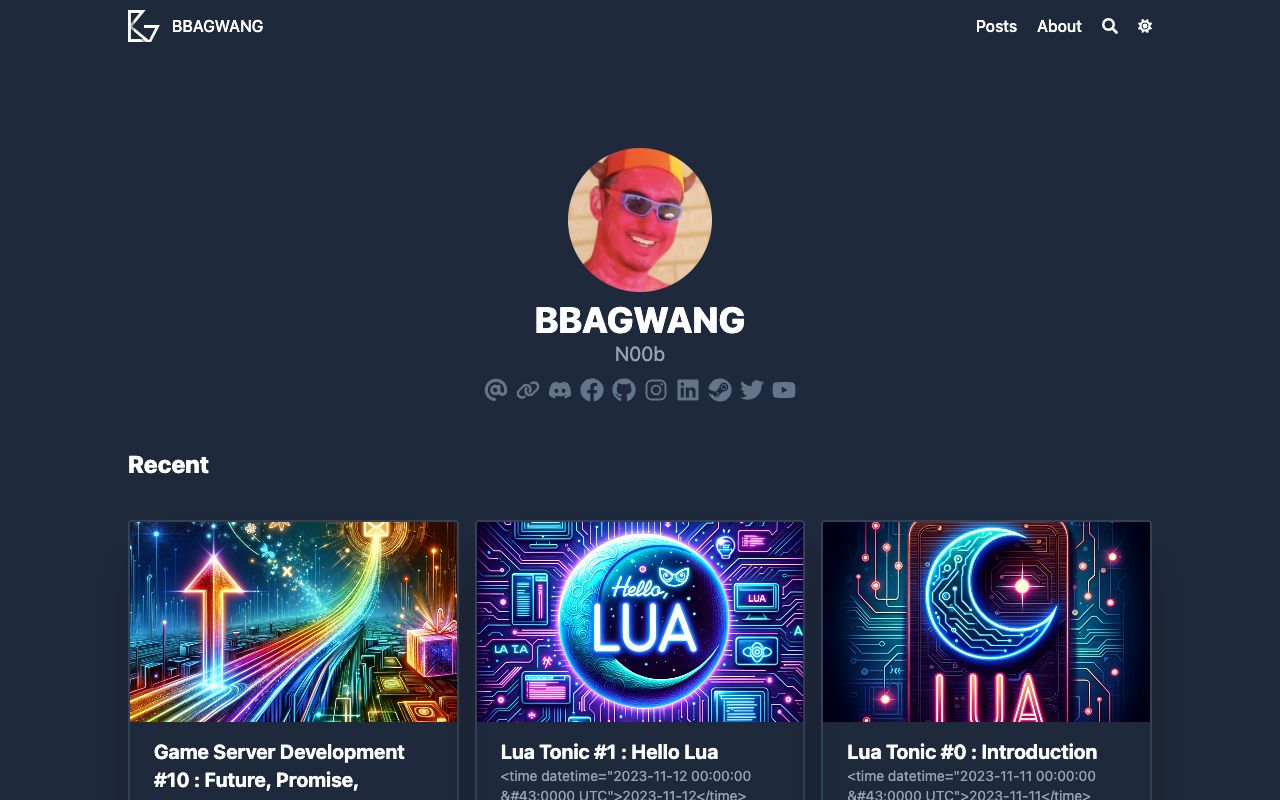 BBAGWANG
Posts
About
BBAGWANG
N00b
Recent
Hello,
LUA
LUA
LUA
Game Server Development
#10 : Future, Promise,
Lua Tonic #1 : Hello Lua
<time datetime="2023-11-12 00:00:00
&#43;0000 UTC">2023-11-12</time>
Lua Tonic #0 : Introduction
<time datetime="2023-11-11 00:00:00
&#43;0000 UTC">2023-11-11</time>